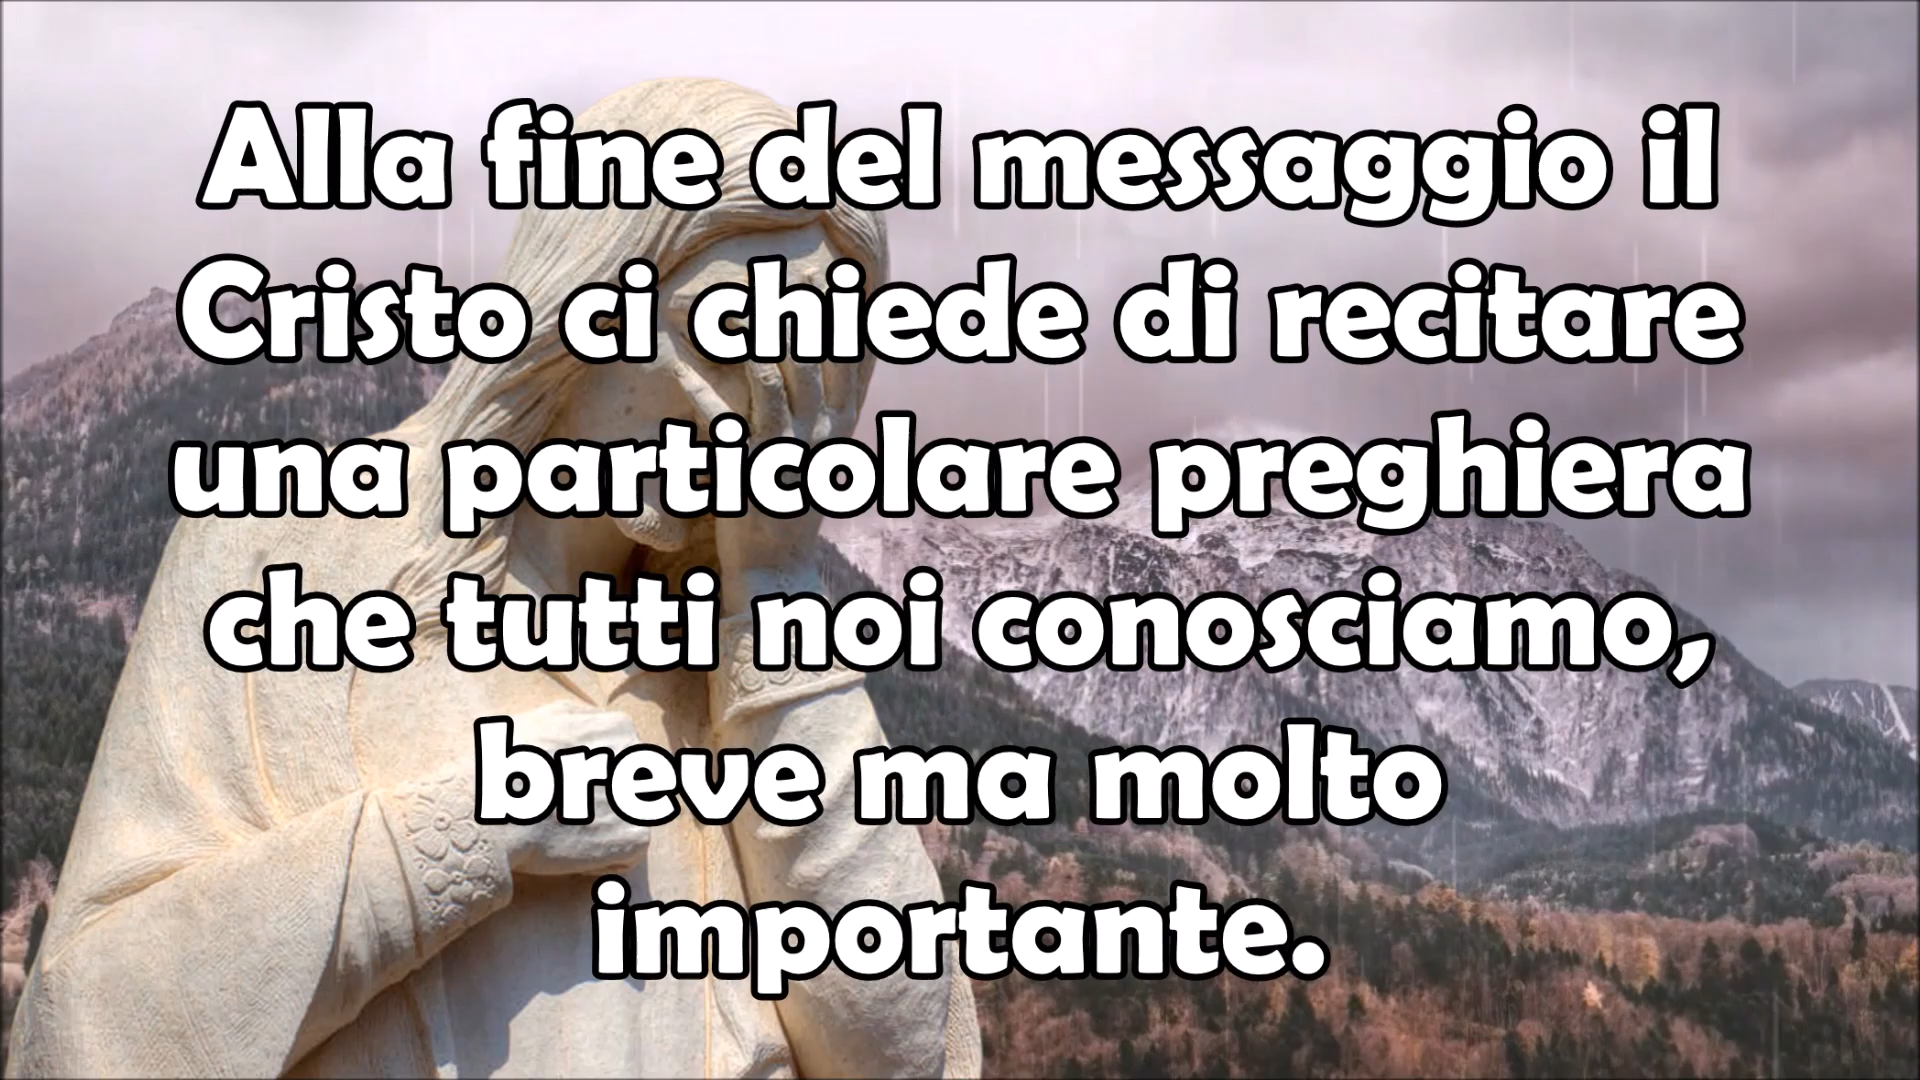 Alla fine del messaggio il
Cristo ci chiede di recitare
una particolare preghiera
che tutti noi conosciamo,
breve ma molto
importante.